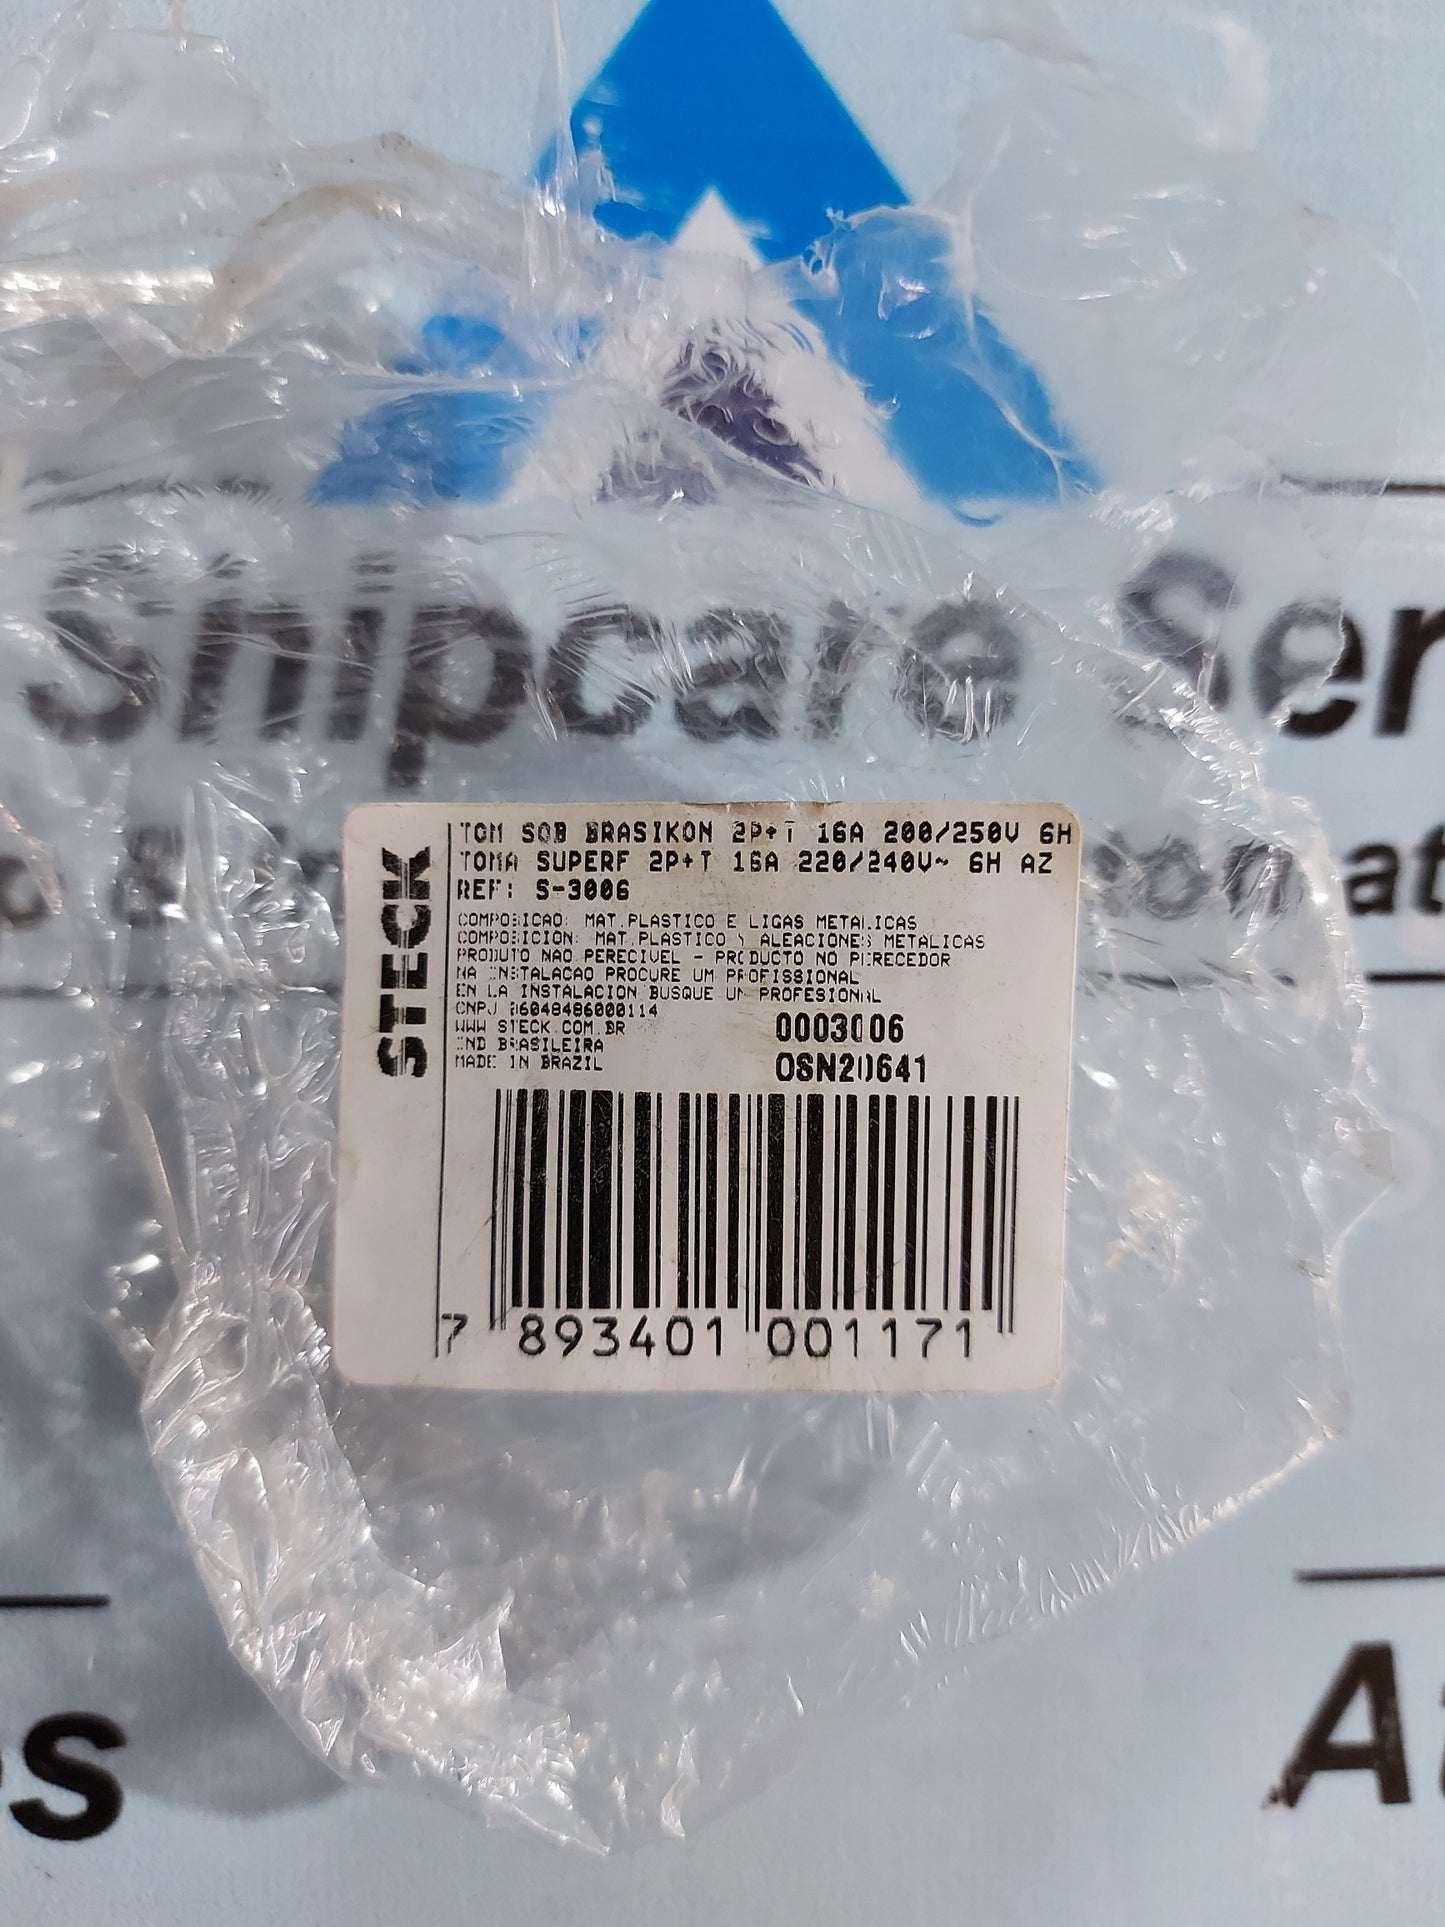 Shipcare Ser
at
STECK
TOM SOB BRASIKON 2P+T 16A 200/250V 6H
TOMA SUPERF 2P+T 16A 220/240V~ 6H AZ
REF: S-3006
COMPOSICAO: MAT.PLASTICO E LIGAS METALICAS
COMPOSICION: MAT.PLASTICO Y ALEACIONES METALICAS
PRODUTO NAO PERECIVEL - PRODUCTO NO PERECEDOR
NA INSTALACAO PROCURE UM PROFISSIONAL
EN LA INSTALACION BUSQUE UN PROFESIONAL
CNPJ 06048486000114
WWW STECK.COM.BR
IND BRASILEIRA
MADE IN BRAZIL
0003006
OSN20641
7 893401 001171
es